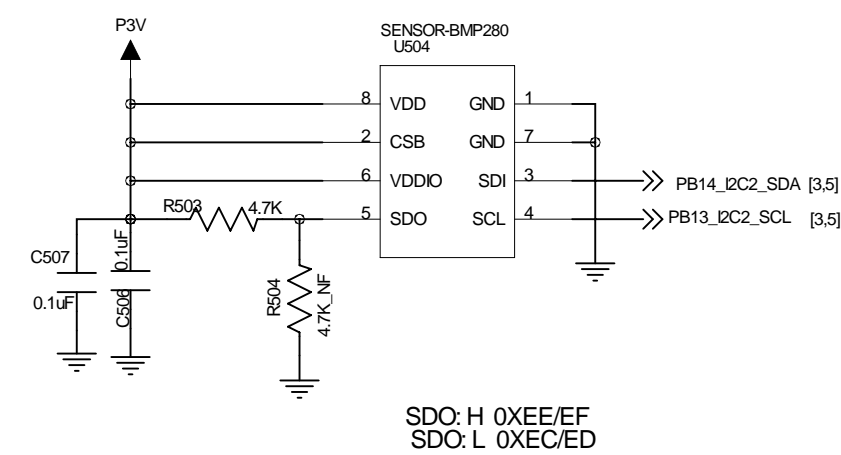 P3V
SENSOR-BMP280
U504
8 VDD GND 1
2 CSB GND 7
6 VDDIO SDI 3 PB14_I2C2_SDA [3,5]
R503 4.7K 5 SDO SCL 4 PB13_I2C2_SCL [3,5]
C507 0.1uF
0.1uF C506
R504 4.7K_NF
SDO: H 0XEE/EF
SDO: L 0XEC/ED